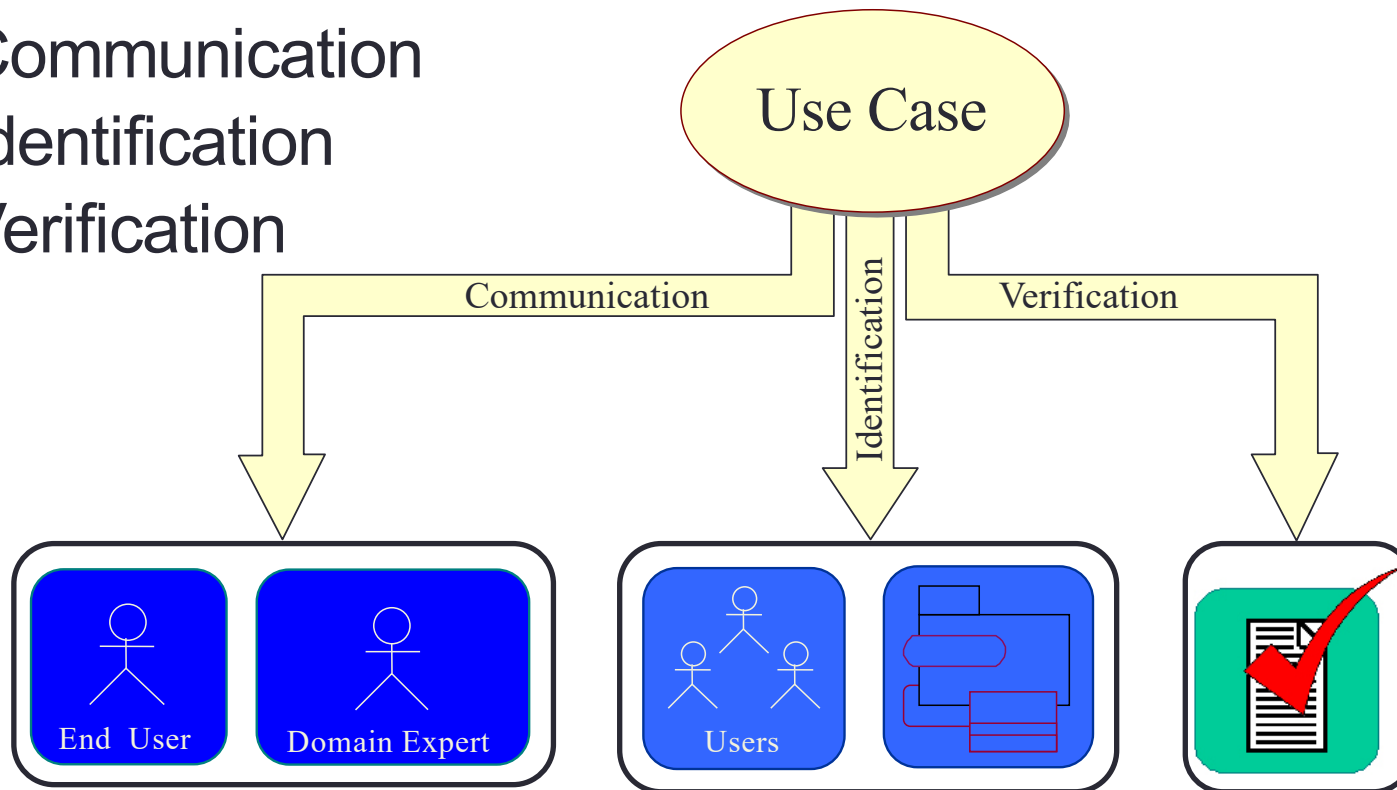 Communication
dentification
Verification
Use Case
Communication
Identification
Verification
End User
Domain Expert
Users